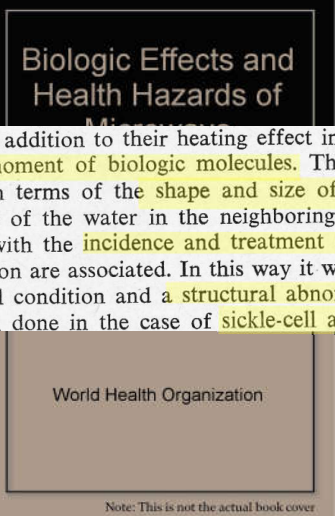 Biologic Effects and
Health Hazards of
Microwaves
addition to their heating effect in
moment of biologic molecules. Th
n terms of the shape and size of
of the water in the neighboring
with the incidence and treatment
on are associated. In this way it w
l condition and a structural abno
done in the case of sickle-cell a
World Health Organization
Note: This is not the actual book cover